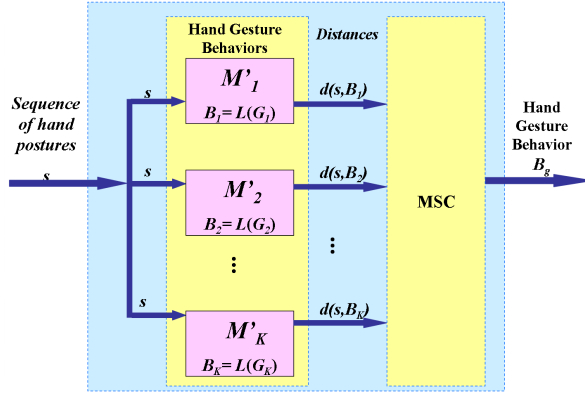 Hand Gesture
Behaviors
Distances
Sequence
of hand
postures
s
s
M'1
B1= L(G1)
d(s,B1)
s
M'2
B2= L(G2)
d(s,B2)
...
...
s
M'K
BK= L(GK)
d(s,BK)
MSC
Hand
Gesture
Behavior
Bg